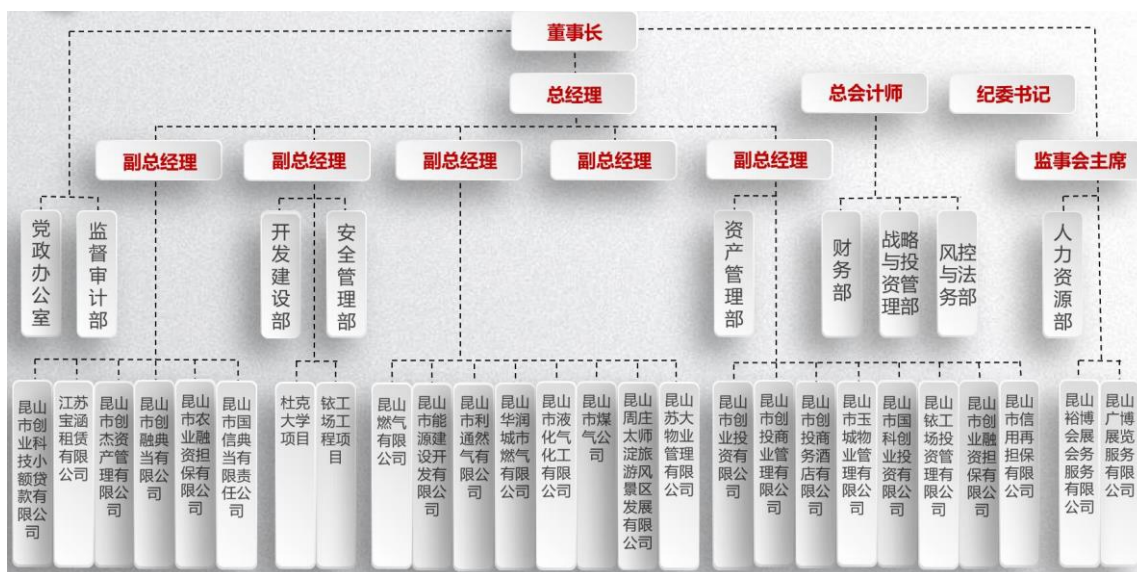 董事长
总经理
总会计师
纪委书记
副总经理
副总经理
副总经理
副总经理
副总经理
监事会主席
党政办公室
监督审计部
开发建设部
安全管理部
资产管理部
财务部
战略与投资管理部
风控与法务部
人力资源部
昆山市创业科技小额贷款有限公司
江苏宝涵租赁有限公司
昆山市创杰资产管理有限公司
昆山市创融典当有限公司
昆山市农业融资担保有限公司
昆山市国信典当有限责任公司
杜克大学项目
铱工场工程项目
昆山燃气有限公司
昆山市能源建设开发有限公司
昆山市利通然气有限公司
昆山华润城市燃气有限公司
昆山市液化气化工有限公司
昆山市煤气公司
昆山周庄太师淀旅游风景区发展有限公司
昆山苏大物业管理有限公司
昆山市创业投资有限公司
昆山市创投商业管理有限公司
昆山市创投商务酒店有限公司
昆山市玉城物业管理有限公司
昆山市国科创业投资有限公司
昆山铱工场投资管理有限公司
昆山市创业融资担保有限公司
昆山市信用再担保有限公司
昆山裕博会展会务服务有限公司
昆山广博展览服务有限公司